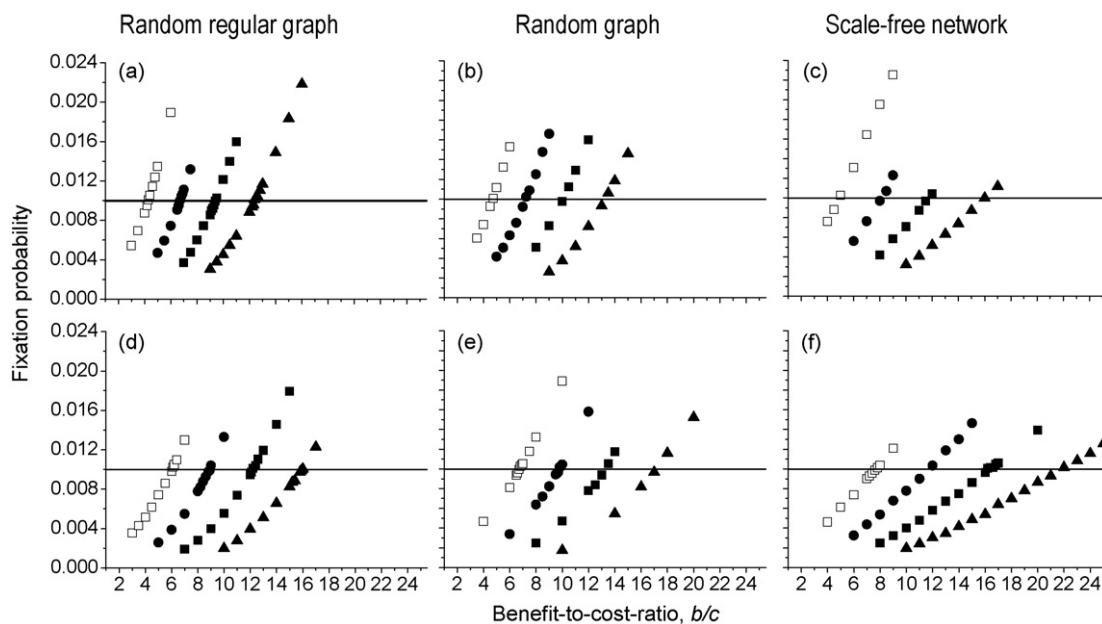 Random regular graph
Random graph
Scale-free network
Fixation probability
(a)
(b)
(c)
0.024
0.020
0.016
0.012
0.008
0.004
0.000
(d)
(e)
(f)
0.024
0.020
0.016
0.012
0.008
0.004
0.000
2 4 6 8 10 12 14 16 18 20 22 24
2 4 6 8 10 12 14 16 18 20 22 24
2 4 6 8 10 12 14 16 18 20 22 24
Benefit-to-cost-ratio, b/c